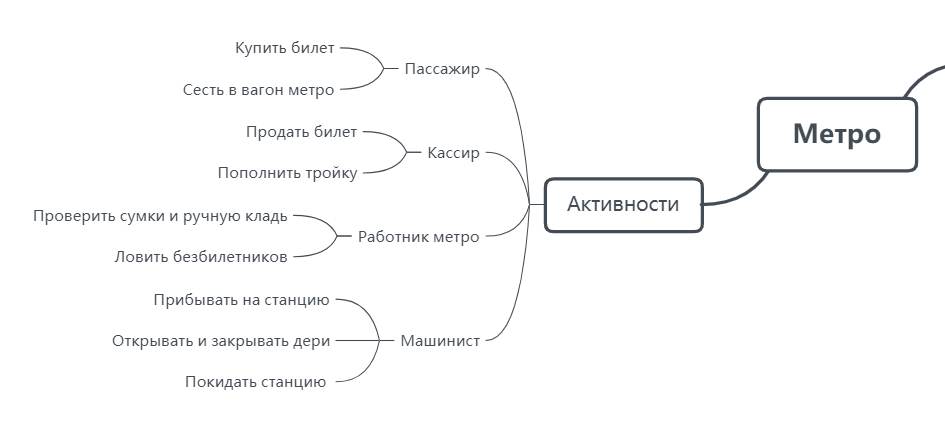 Купить билет
Пассажир
Сесть в вагон метро
Продать билет
Метро
Кассир
Пополнить тройку
Активности
Проверить сумки и ручную кладь
Работник метро
Ловить безбилетников
Прибывать на станцию
Открывать и закрывать дери
Машинист
Покидать станцию